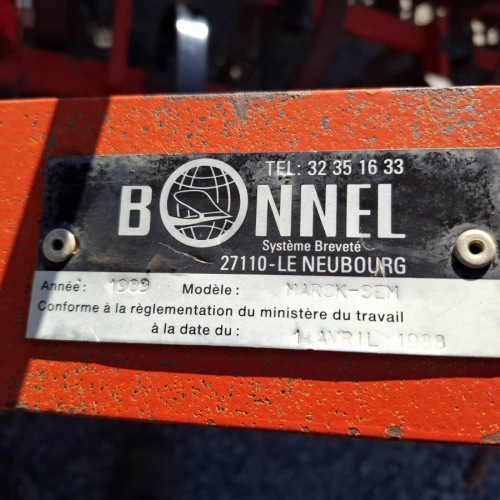 TEL: 32 35 16 33
BONNEL
Système Breveté
27110-LE NEUBOURG
Année: 1989 Modèle: MARCK-SEM
Conforme à la règlementation du ministère du travail
à la date du: 1 AVRIL 1988